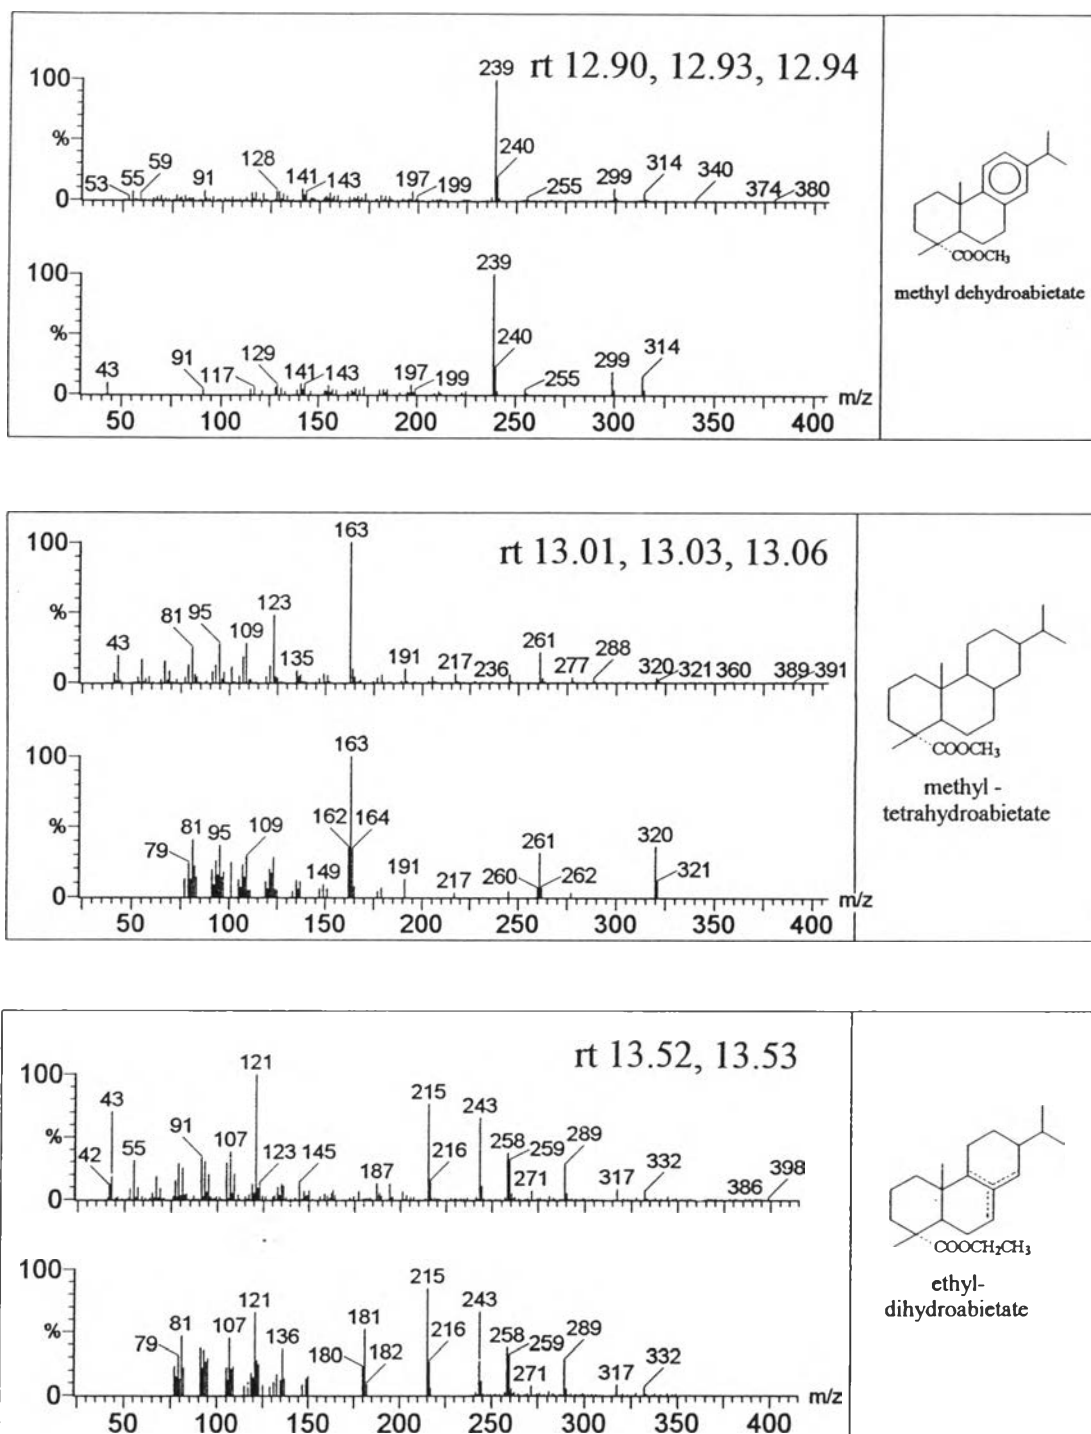 rt 12.90, 12.93, 12.94
100
%
0
53 55 59 91 128 141 143 197 199 239 240 255 299 314 340 374 380
100
%
0
43 91 117 129 141 143 197 199 239 240 255 299 314
m/z
50 100 150 200 250 300 350 400
COOCH₃
methyl dehydroabietate
rt 13.01, 13.03, 13.06
100
%
0
43 81 95 109 123 135 163 191 217 236 261 277 288 320 321 360 389 391
100
%
0
79 81 95 109 149 162 163 164 191 217 260 261 262 320 321
m/z
50 100 150 200 250 300 350 400
COOCH₃
methyl -
tetrahydroabietate
rt 13.52, 13.53
100
%
0
42 43 55 91 107 121 123 145 187 215 216 243 258 259 271 289 317 332 386 398
100
%
0
79 81 107 121 136 180 181 182 215 216 243 258 259 271 289 317 332
50 100 150 200 250 300 350 400
COOCH₂CH₃
ethyl-
dihydroabietate